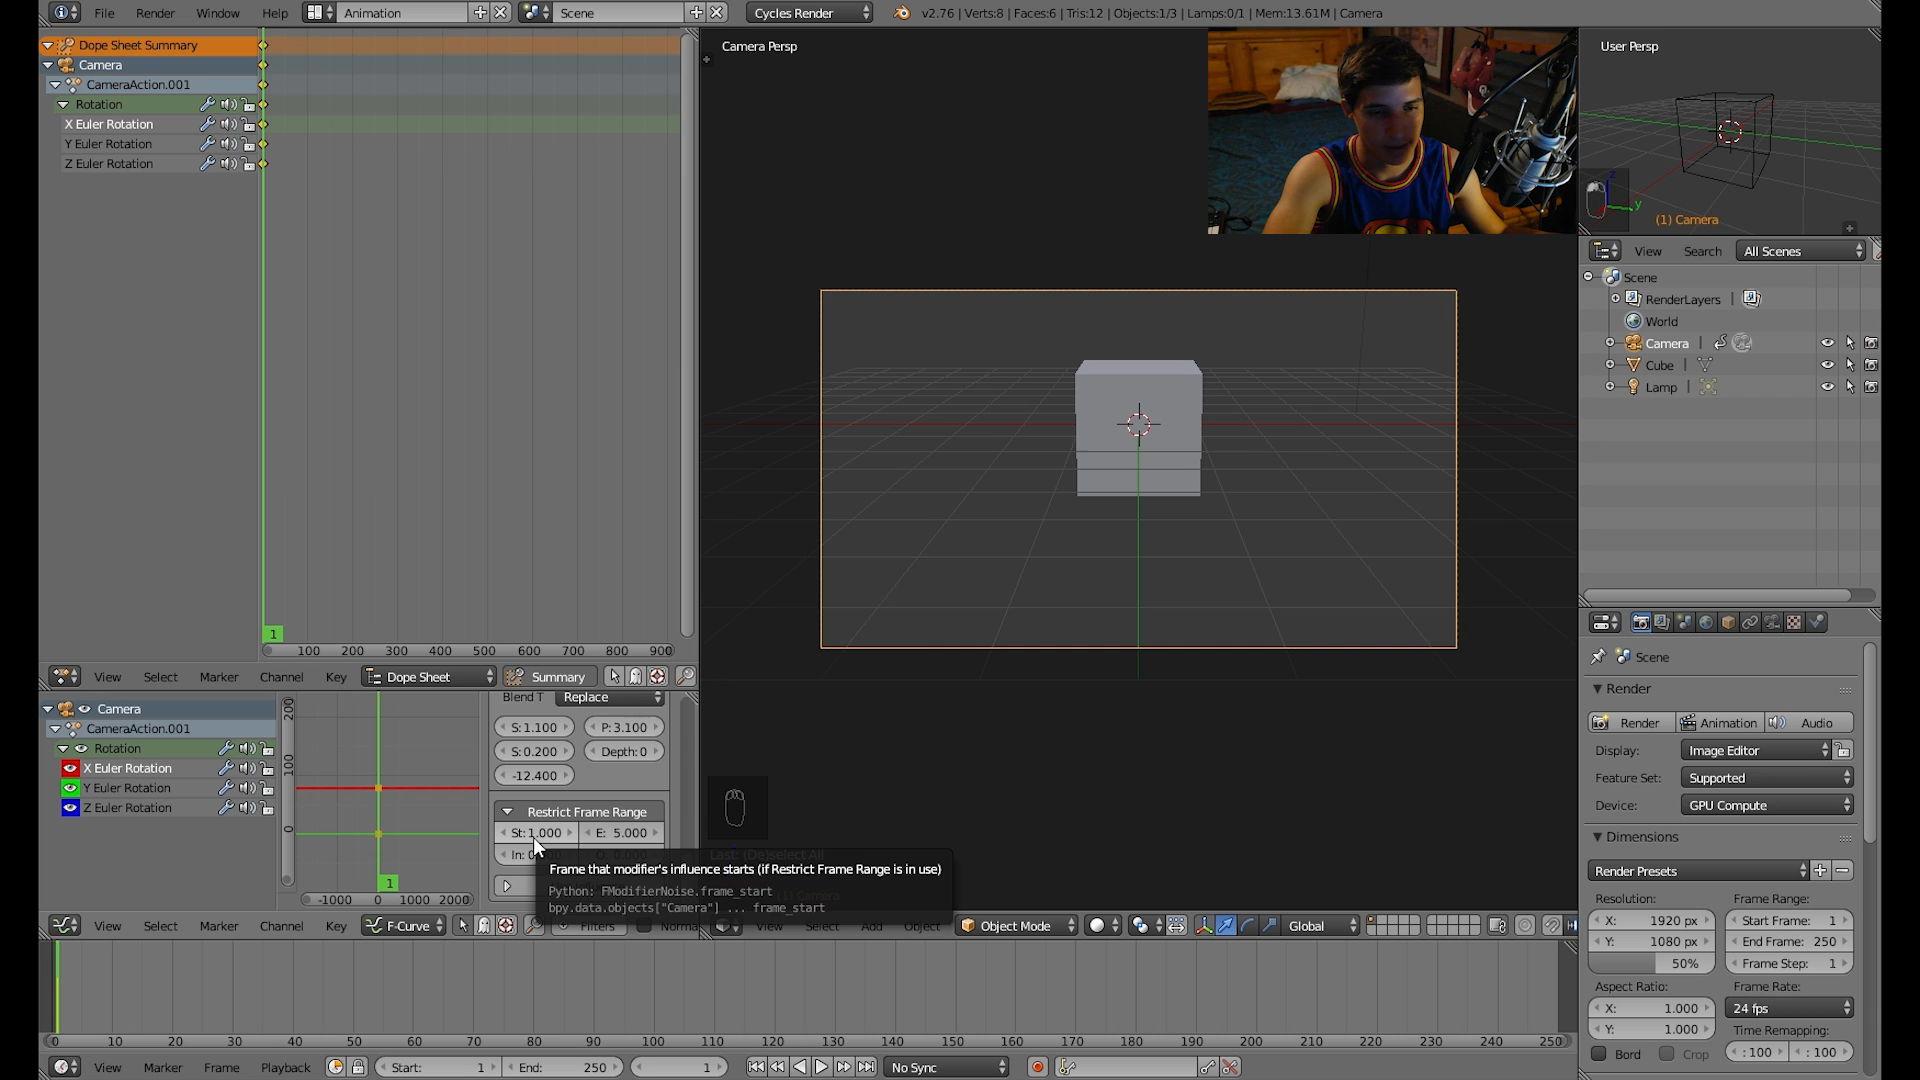 File Render Window Help Animation Scene Cycles Render v2.76 | Verts:8 | Faces:6 | Tris:12 | Objects:1/3 | Lamps:0/1 | Mem:13.61M | Camera
Dope Sheet Summary
Camera
CameraAction.001
Rotation
X Euler Rotation
Y Euler Rotation
Z Euler Rotation
1
100 200 300 400 500 600 700 800 900
View Select Marker Channel Key Dope Sheet Summary
Camera
CameraAction.001
Rotation
X Euler Rotation
Y Euler Rotation
Z Euler Rotation
200
100
0
1
-1000 0 1000 2000
Blend T Replace
S:1.100 P:3.100
S:0.200 Depth:0
-12.400
Restrict Frame Range
St:1.000 E: 5.000
Frame that modifier's influence starts (if Restrict Frame Range is in use)
Python: FModifierNoise.frame_start
bpy.data.objects["Camera"] ... frame_start
View Select Marker Channel Key F-Curve Filters Norma
Camera Persp
View Select Add Object Object Mode Global
0 10 20 30 40 50 60 70 80 90 100 110 120 130 140 150 160 170 180 190 200 210 220 230 240 250
View Marker Frame Playback Start: 1 End: 250 1 No Sync
User Persp
z
y
(1) Camera
View Search All Scenes
Scene
RenderLayers |
World
Camera |
Cube |
Lamp |
Scene
Render
Render Animation Audio
Display: Image Editor
Feature Set: Supported
Device: GPU Compute
Dimensions
Render Presets
Resolution: Frame Range:
X: 1920 px Start Frame: 1
Y: 1080 px End Frame: 250
50% Frame Step: 1
Aspect Ratio: Frame Rate:
X: 1.000 24 fps
Y: 1.000 Time Remapping:
Bord Crop : 100 : 100